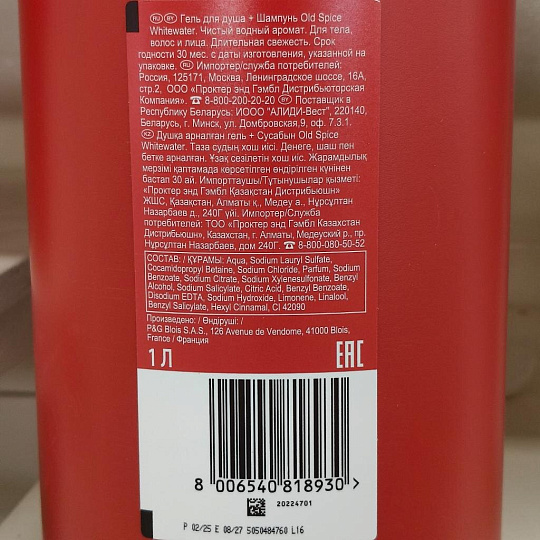 RU BY Гель для душа + Шампунь Old Spice
Whitewater. Чистый водный аромат. Для тела,
волос и лица. Длительная свежесть. Срок
годности 30 мес. с даты изготовления, указанной на
упаковке. RU Импортер/служба потребителей:
Россия, 125171, Москва, Ленинградское шоссе, 16А,
стр.2, ООО «Проктер энд Гэмбл Дистрибьюторская
Компания». ☎ 8-800-200-20-20 BY Поставщик в
Республику Беларусь: ИООО "АЛИДИ-Вест", 220140,
Беларусь, г. Минск, ул. Домбровская,9, оф. 7.3.1.
KZ Душқа арналған гель + Сусабын Old Spice
Whitewater. Таза судың хош иісі. Денеге, шаш пен
бетке арналған. Ұзақ сезілетін хош иіс. Жарамдылық
мерзімі қаптамада көрсетілген өндірілген күнінен
бастап 30 ай. Импорттаушы/Тұтынушылар қызметі:
«Проктер энд Гэмбл Қазақстан Дистрибьюшн»
ЖШС, Қазақстан, Алматы қ., Медеу а., Нұрсұлтан
Назарбаев д., 240Г үйі. Импортер/Служба
потребителей: ТОО «Проктер энд Гэмбл Казахстан
Дистрибьюшн», Казахстан, г. Алматы, Медеуский р., пр.
Нұрсұлтан Назарбаев, дом 240Г. ☎ 8-800-080-50-52
СОСТАВ: / ҚҰРАМЫ: Aqua, Sodium Lauryl Sulfate,
Cocamidopropyl Betaine, Sodium Chloride, Parfum, Sodium
Benzoate, Sodium Citrate, Sodium Xylenesulfonate, Benzyl
Alcohol, Sodium Salicylate, Citric Acid, Benzyl Benzoate,
Disodium EDTA, Sodium Hydroxide, Limonene, Linalool,
Benzyl Salicylate, Hexyl Cinnamal, CI 42090
Произведено: / Өндіруші: /
P&G Blois S.A.S., 126 Avenue de Vendome, 41000 Blois,
France / Франция
1 Л EAC
8 006540 818930 >
20224701
P 02/25 E 08/27 5050484760 L16